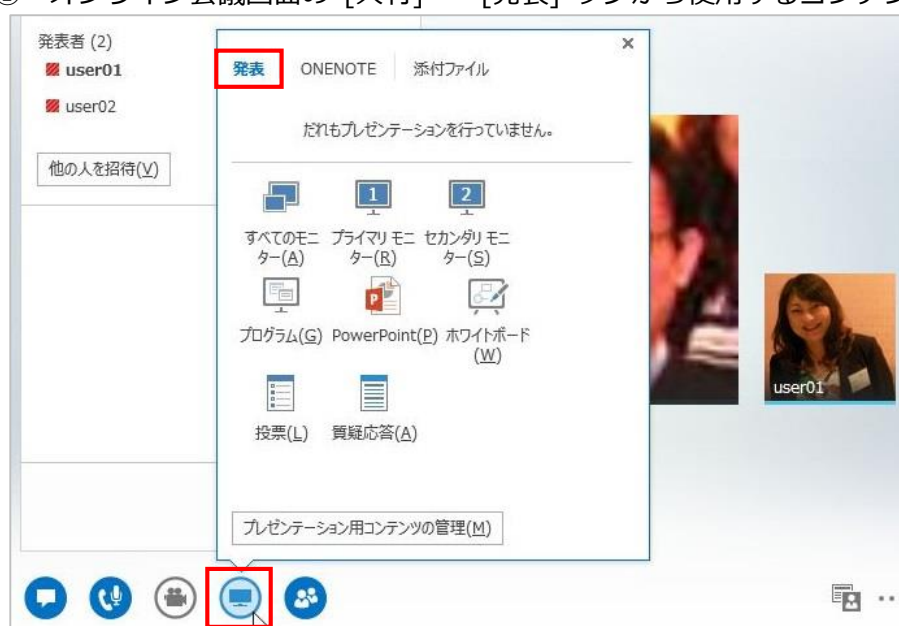 発表者 (2)
user01
user02
他の人を招待(V)
発表 ONENOTE 添付ファイル
だれもプレゼンテーションを行っていません。
1 2
すべてのモニター(A)
プライマリ モニター(R)
セカンダリ モニター(S)
プログラム(G)
PowerPoint(P)
ホワイトボード(W)
投票(L)
質疑応答(A)
プレゼンテーション用コンテンツの管理(M)
user01